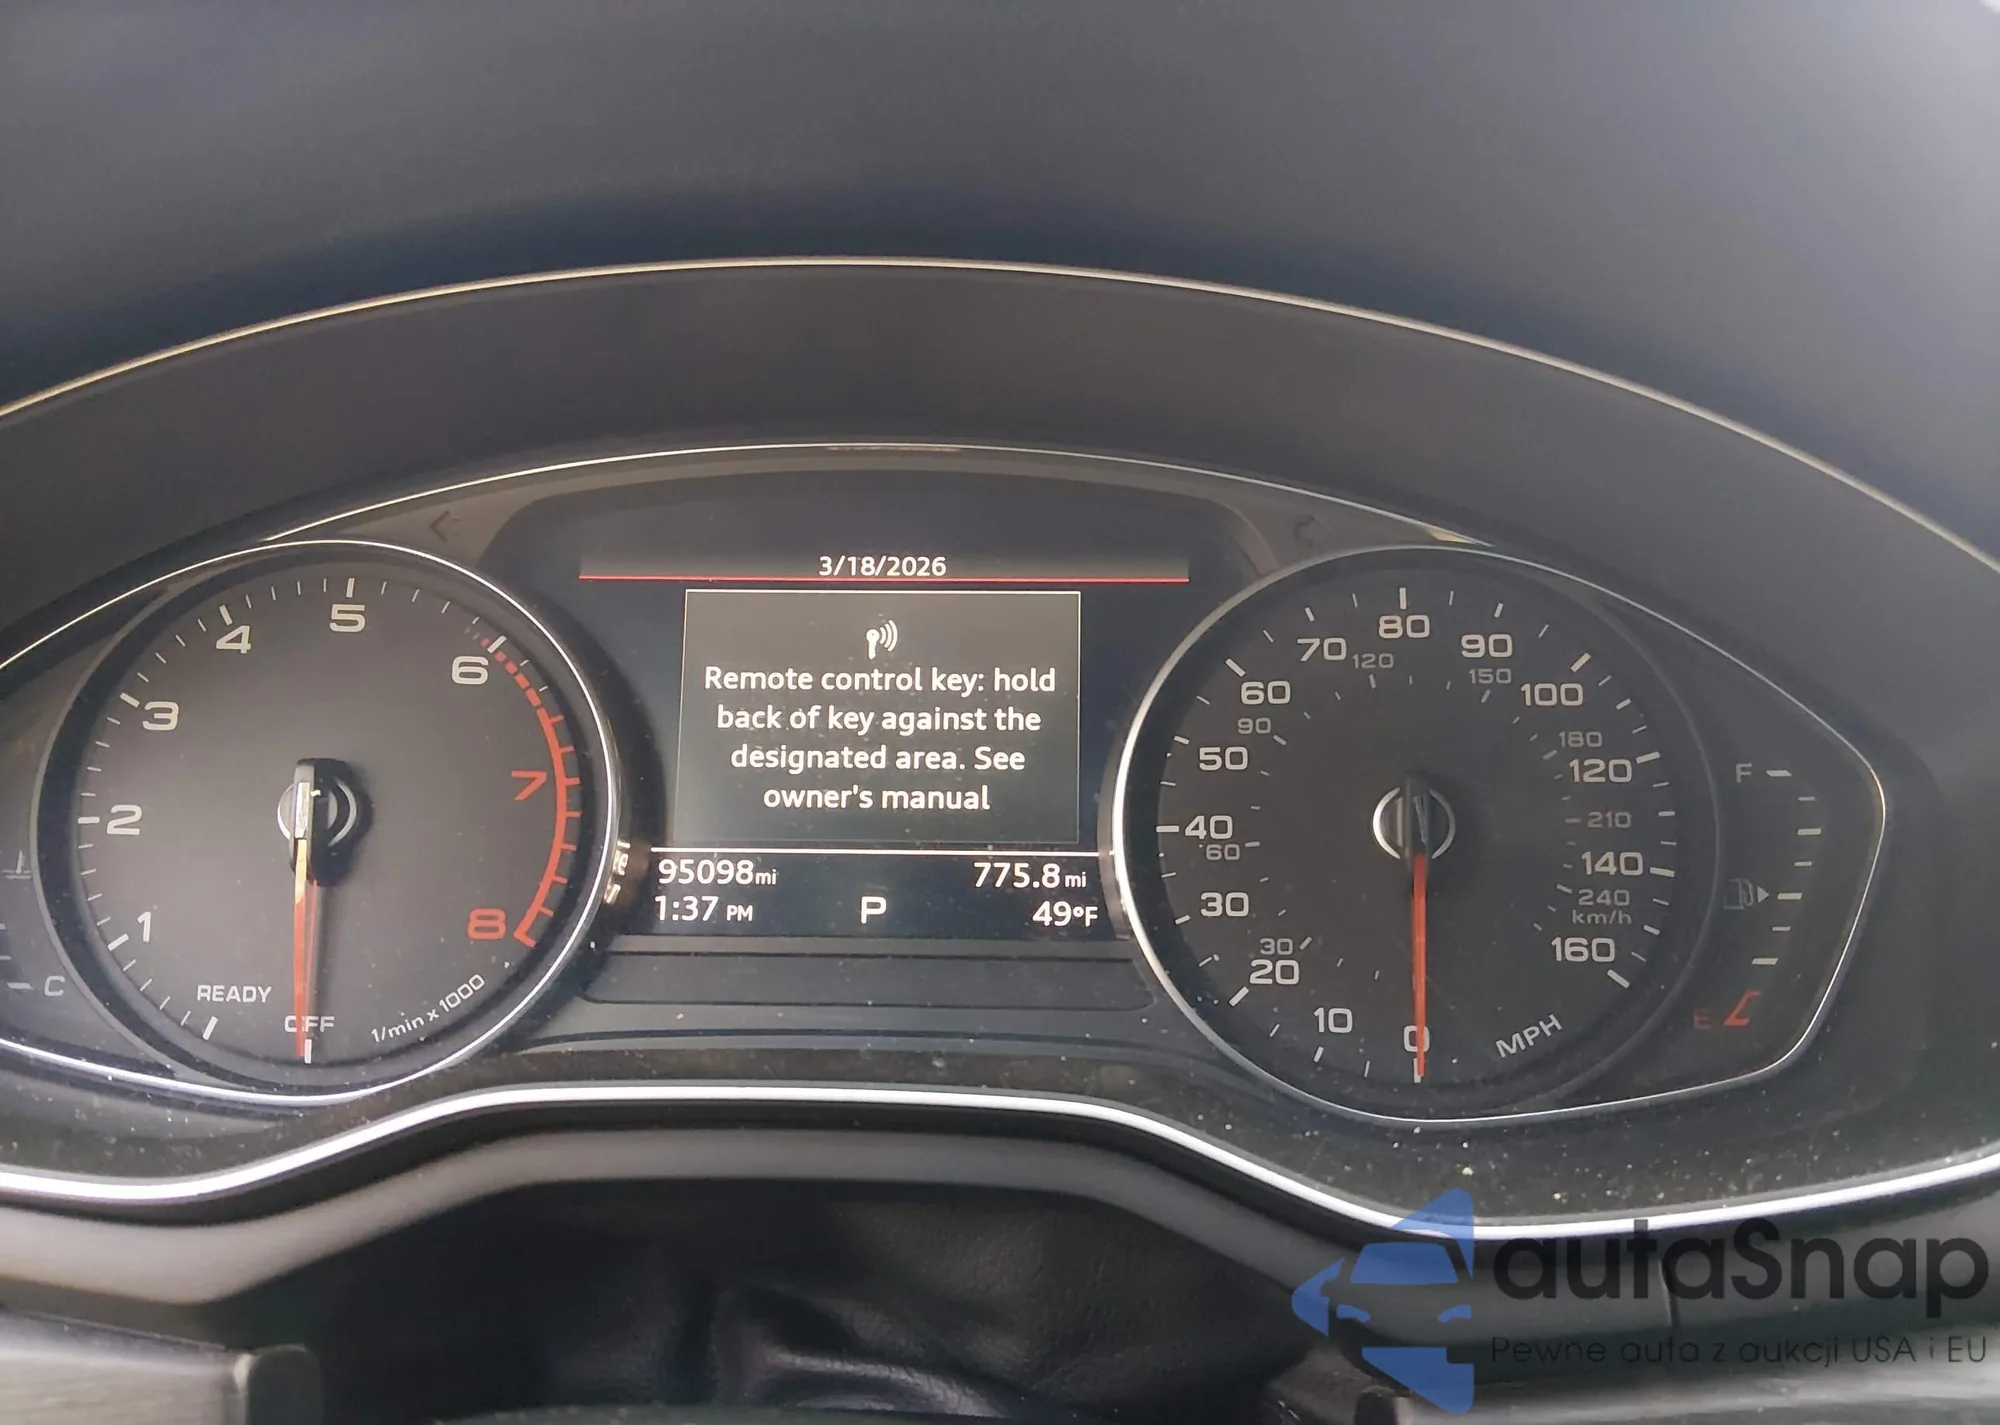 3/18/2026
Remote control key: hold
back of key against the
designated area. See
owner's manual
95098mi 775.8mi
1:37 PM P 49°F
1
2
3
4
5
6
7
8
READY
OFF
1/min x 1000
C
0
10
20
30
30
40
60
50
90
60
70
120
80
90
150
100
180
120
210
140
240
km/h
160
MPH
F
E
autaSnap
Pewne auta z aukcji USA i EU